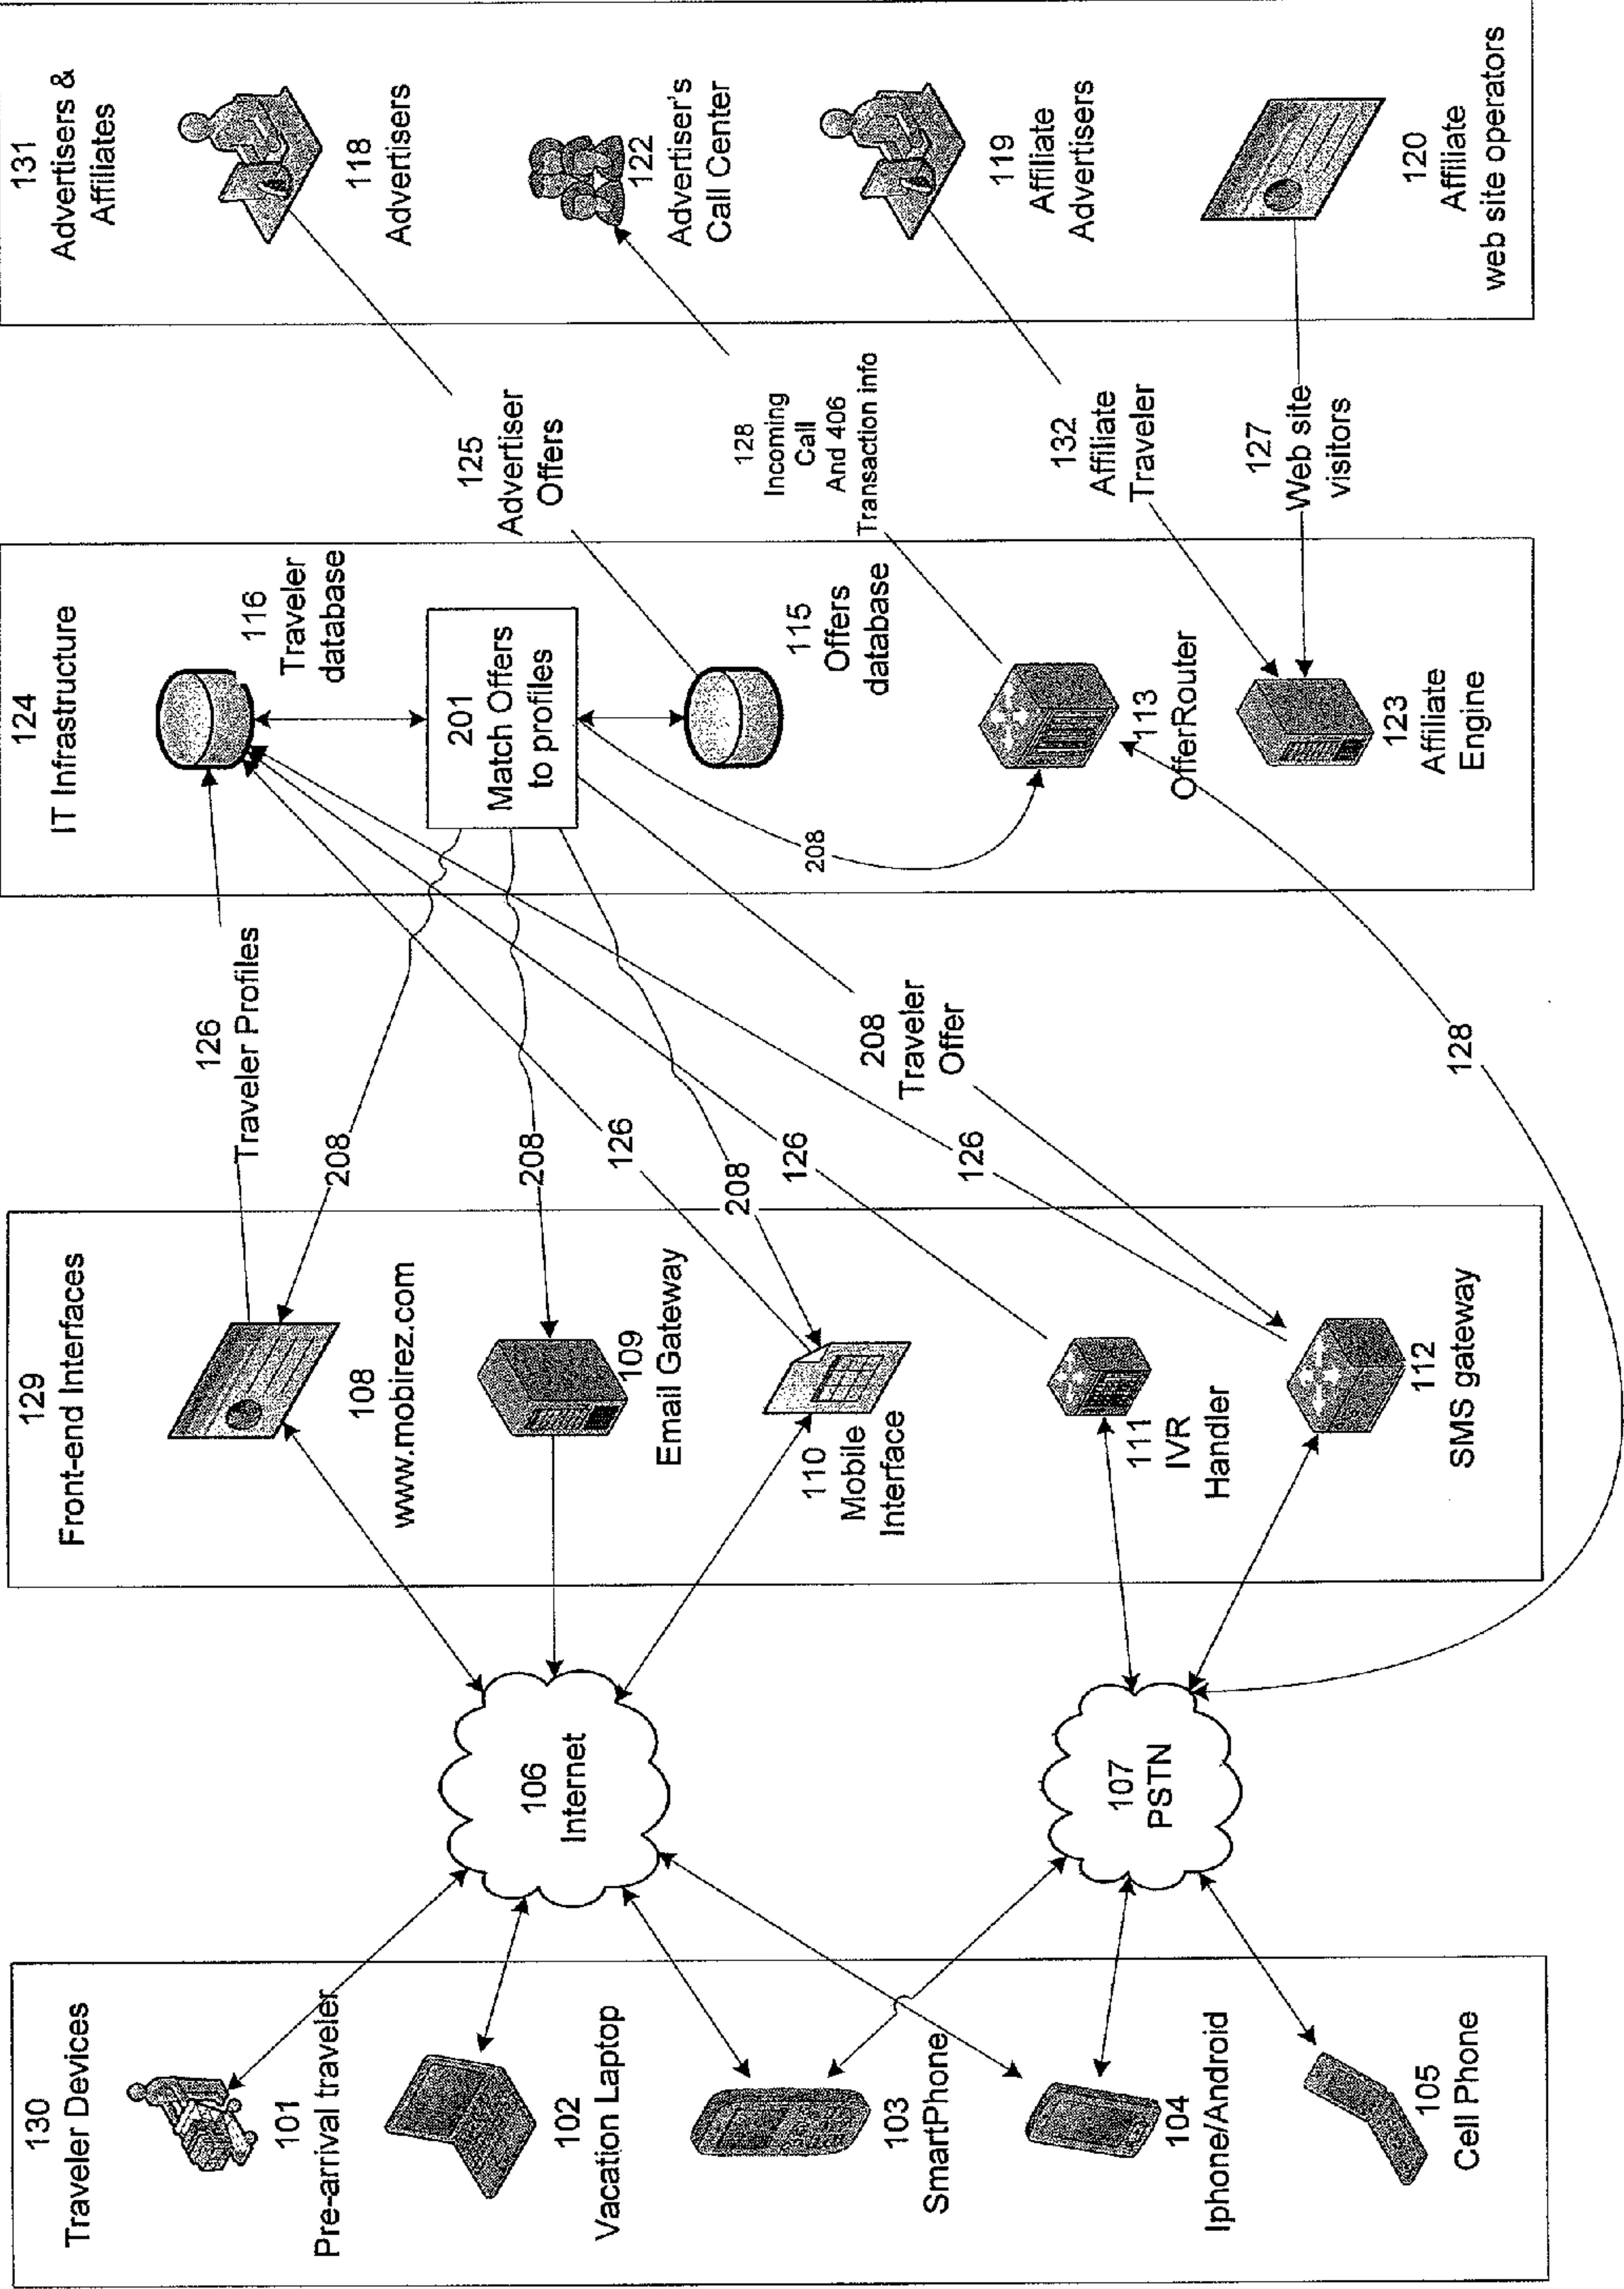 130
Traveler Devices
101
Pre-arrival traveler
102
Vacation Laptop
103
SmartPhone
104
Iphone/Android
105
Cell Phone
106
Internet
107
PSTN
129
Front-end Interfaces
108
www.mobirez.com
109
Email Gateway
110
Mobile
Interface
111
IVR
Handler
112
SMS gateway
126
Traveler Profiles
208
208
126
208
126
126
208
Traveler
Offer
128
124
IT Infrastructure
116
Traveler
database
201
Match Offers
to profiles
115
Offers
database
208
113
OfferRouter
123
Affiliate
Engine
125
Advertiser
Offers
128
Incoming
Call
And 406
Transaction info
132
Affiliate
Traveler
127
Web site
visitors
131
Advertisers &
Affiliates
118
Advertisers
122
Advertiser's
Call Center
119
Affiliate
Advertisers
120
Affiliate
web site operators